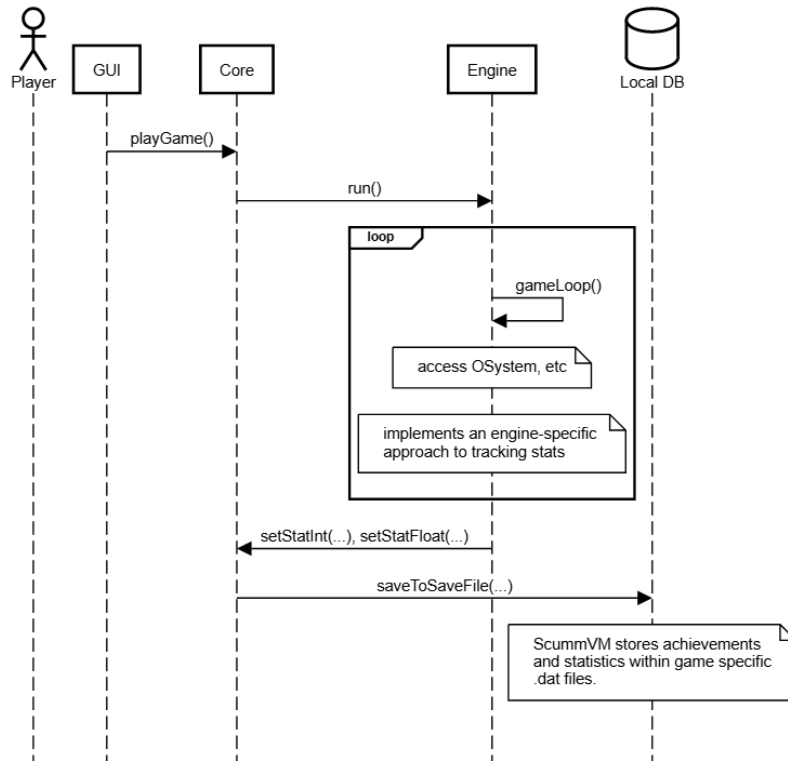 Player
GUI
Core
Engine
Local DB
playGame()
run()
loop
gameLoop()
access OSystem, etc
implements an engine-specific
approach to tracking stats
setStatInt(...), setStatFloat(...)
saveToSaveFile(...)
ScummVM stores achievements
and statistics within game specific
.dat files.